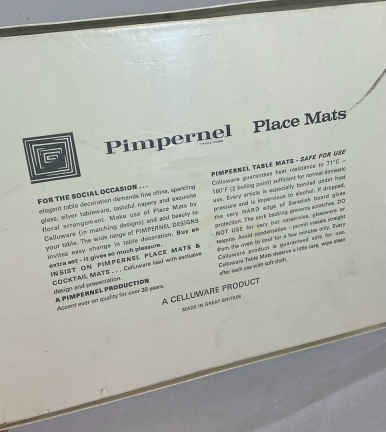 Pimpernel Place Mats
FOR THE SOCIAL OCCASION . . .
elegant table decoration demands fine china, sparkling
glass, silver tableware, tasteful napery and exquisite
floral arrangement. Make use of Place Mats by
Celluware (in matching designs) and add beauty to
your table. The wide range of PIMPERNEL DESIGNS
invites easy change in table decoration. Buy an
extra set - it gives so much pleasure.
INSIST ON PIMPERNEL PLACE MATS &
COCKTAIL MATS . . . Celluware lead with exclusive
design and presentation.
A PIMPERNEL PRODUCTION
Accent ever on quality for over 30 years.
PIMPERNEL TABLE MATS - SAFE FOR USE
Celluware guarantees heat resistance to 71°C –
160°F (2 boiling point) sufficient for normal domestic
use. Every article is especially bonded under heat
pressure and is impervious to alcohol. If dropped,
the very HARD edge of Swedish board gives
protection. The cork backing prevents scratches. DO
NOT USE for very hot casseroles, glassware or
teapots. Avoid condensation - permit vessels straight
from the oven to cool for a few minutes only. Every
Celluware product is guaranteed safe for use.
Celluware Table Mats deserve a little care, wipe clean
after each use with soft cloth.
A CELLUWARE PRODUCT
MADE IN GREAT BRITAIN